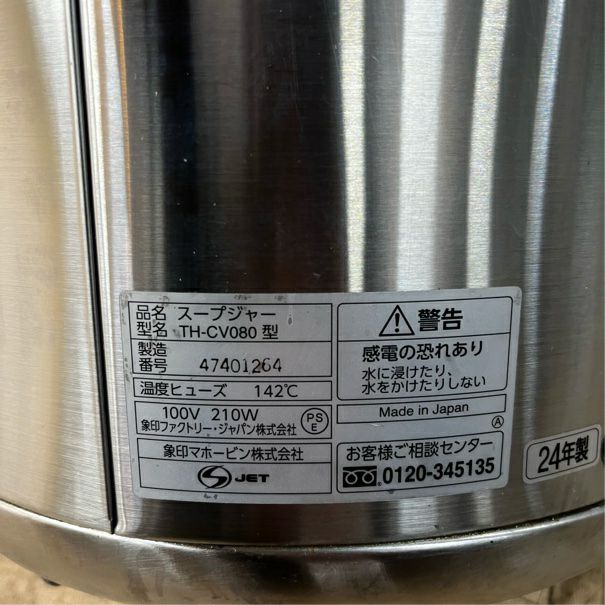 品名 スープジャー
型名 TH-CV080 型
製造
番号 47401264
温度ヒューズ 142℃
100V 210W
象印ファクトリー・ジャパン株式会社
PS
E
象印マホービン株式会社
S JET
警告
感電の恐れあり
水に浸けたり、
水をかけたりしない
Made in Japan
A
お客様ご相談センター
0120-345135
24年製